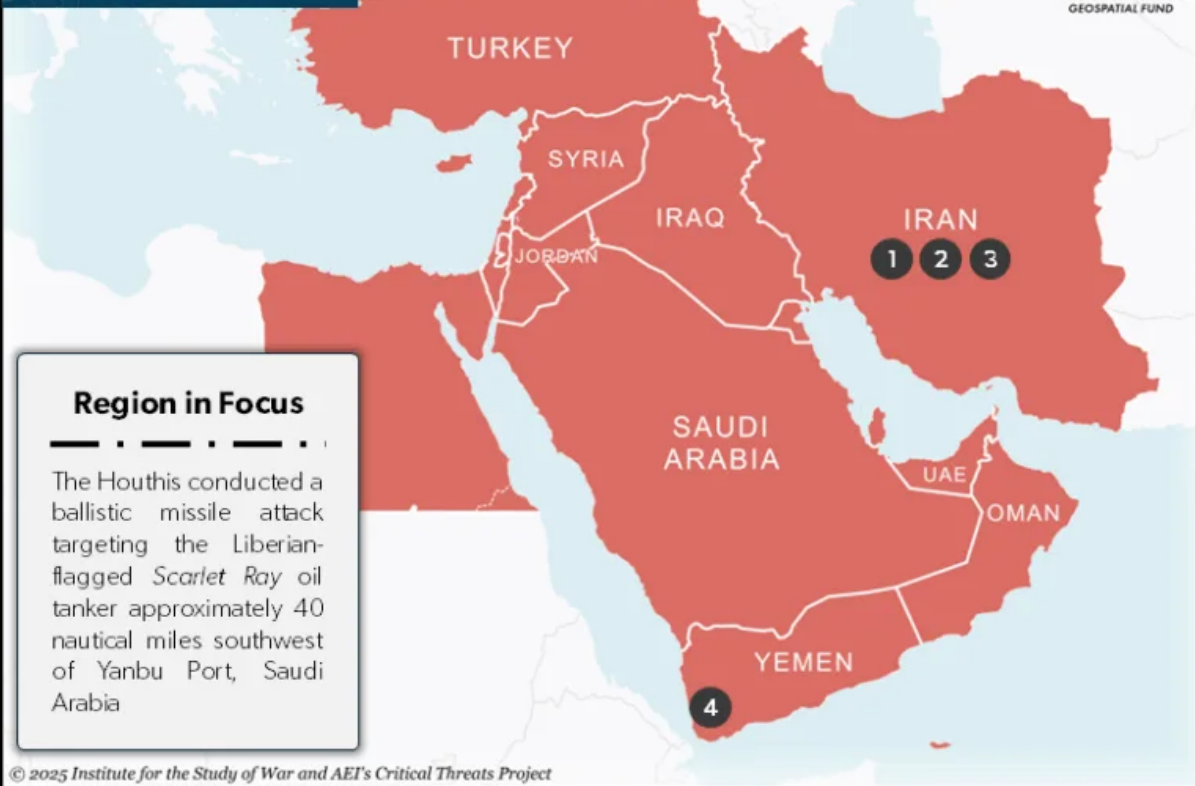 GEOSPATIAL FUND
TURKEY
SYRIA
IRAQ
IRAN
JORDAN
1 2 3
Region in Focus
The Houthis conducted a
ballistic missile attack
targeting the Liberian-
flagged Scarlet Ray oil
tanker approximately 40
nautical miles southwest
of Yanbu Port, Saudi
Arabia
SAUDI
ARABIA
UAE
OMAN
YEMEN
4
© 2025 Institute for the Study of War and AEI's Critical Threats Project